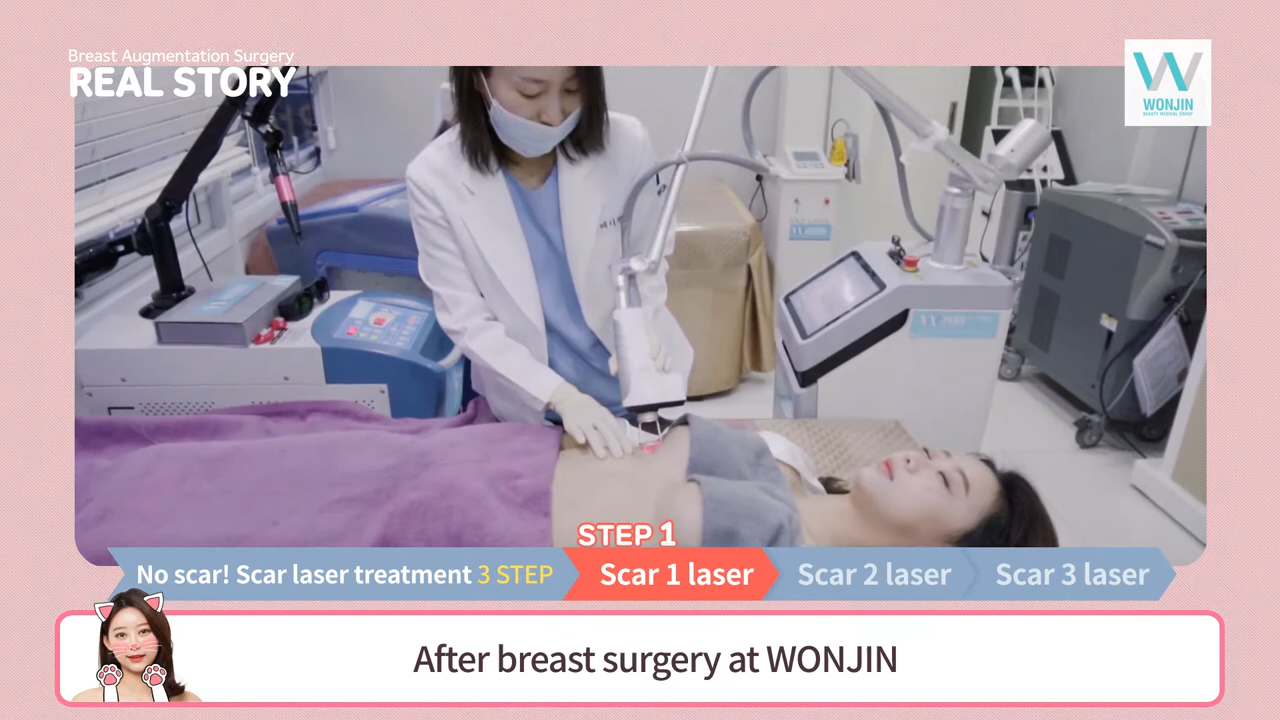 Breast Augmentation Surgery
REAL STORY
W
WONJIN
BEAUTY MEDICAL GROUP
STEP 1
No scar! Scar laser treatment 3 STEP
Scar 1 laser
Scar 2 laser
Scar 3 laser
After breast surgery at WONJIN